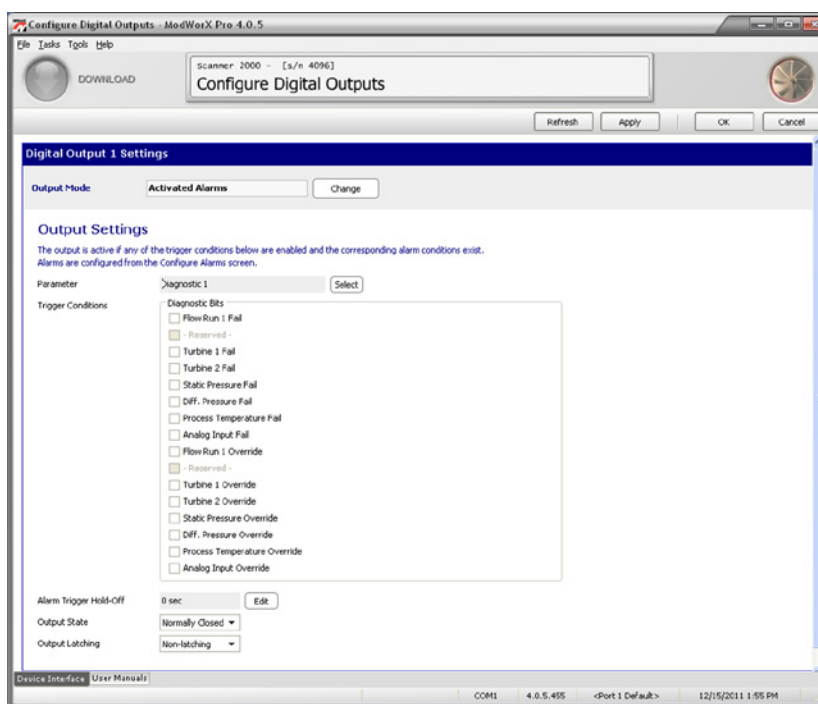 Configure Digital Outputs - ModWorX Pro 4.0.5
File Tasks Tools Help
DOWNLOAD
Scanner 2000 - [s/n 4096]
Configure Digital Outputs
Refresh Apply OK Cancel
Digital Output 1 Settings
Output Mode Activated Alarms Change
Output Settings
The output is active if any of the trigger conditions below are enabled and the corresponding alarm conditions exist.
Alarms are configured from the Configure Alarms screen.
Parameter Diagnostic 1 Select
Trigger Conditions Diagnostic Bits
Flow Run 1 Fail
- Reserved -
Turbine 1 Fail
Turbine 2 Fail
Static Pressure Fail
Diff. Pressure Fail
Process Temperature Fail
Analog Input Fail
Flow Run 1 Override
- Reserved -
Turbine 1 Override
Turbine 2 Override
Static Pressure Override
Diff. Pressure Override
Process Temperature Override
Analog Input Override
Alarm Trigger Hold-Off 0 sec Edit
Output State Normally Closed
Output Latching Non-latching
Device Interface User Manuals
COM1 4.0.5.455 <Port 1 Default> 12/15/2011 1:55 PM